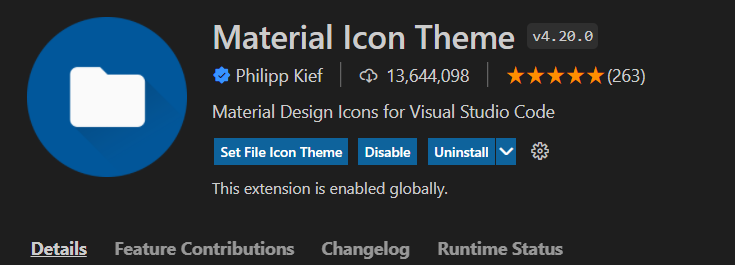 Material Icon Theme v4.20.0
Philipp Kief 13,644,098 (263)
Material Design Icons for Visual Studio Code
Set File Icon Theme Disable Uninstall
This extension is enabled globally.
Details Feature Contributions Changelog Runtime Status